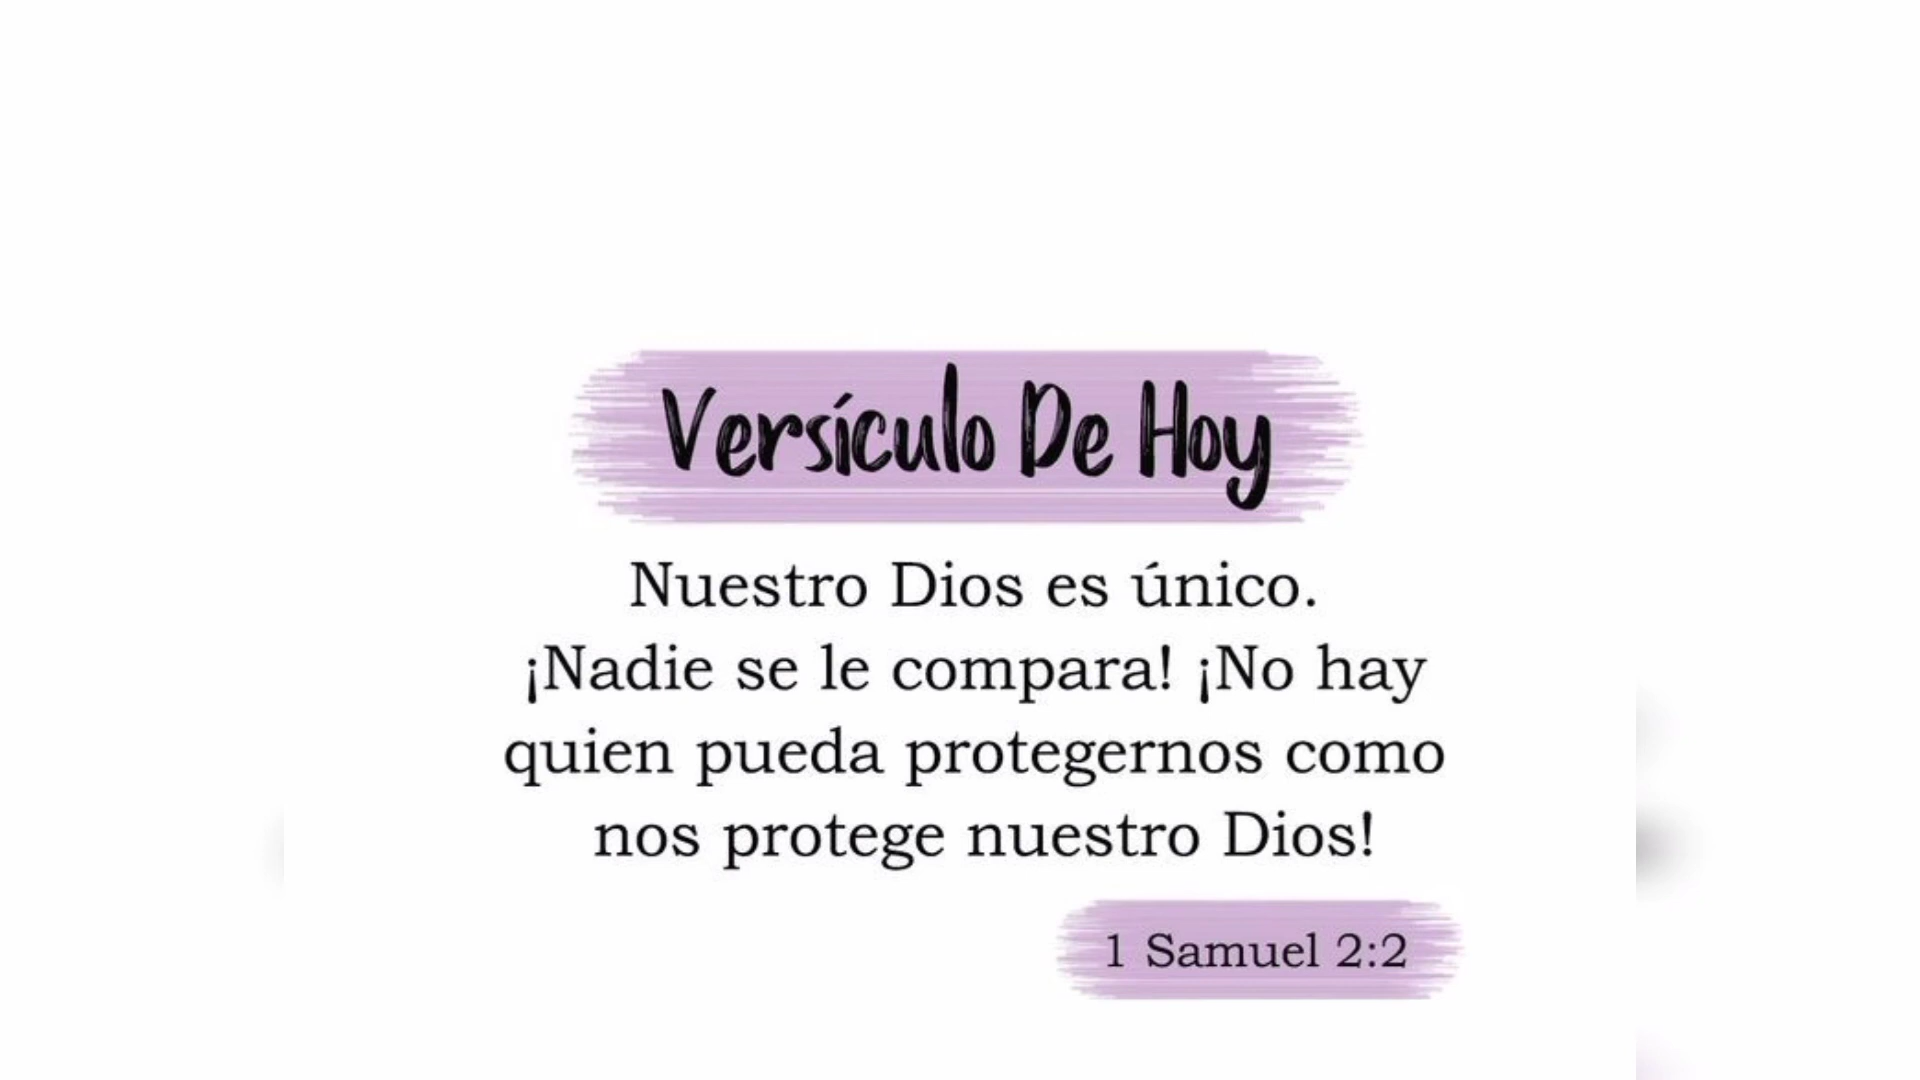 Versículo De Hoy
Nuestro Dios es único.
¡Nadie se le compara! ¡No hay
quien pueda protegernos como
nos protege nuestro Dios!
1 Samuel 2:2